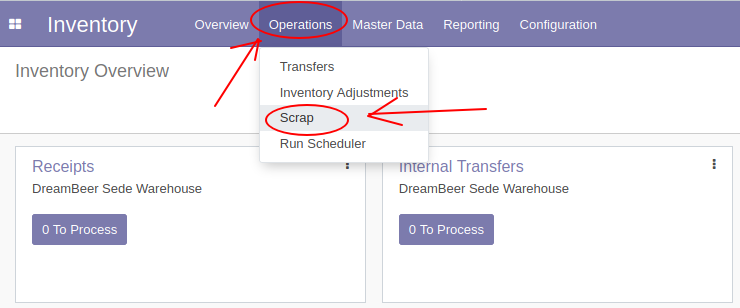 Inventory Overview Operations Master Data Reporting Configuration
Inventory Overview
Transfers
Inventory Adjustments
Scrap
Run Scheduler
Receipts
DreamBeer Sede Warehouse
0 To Process
Internal Transfers
DreamBeer Sede Warehouse
0 To Process